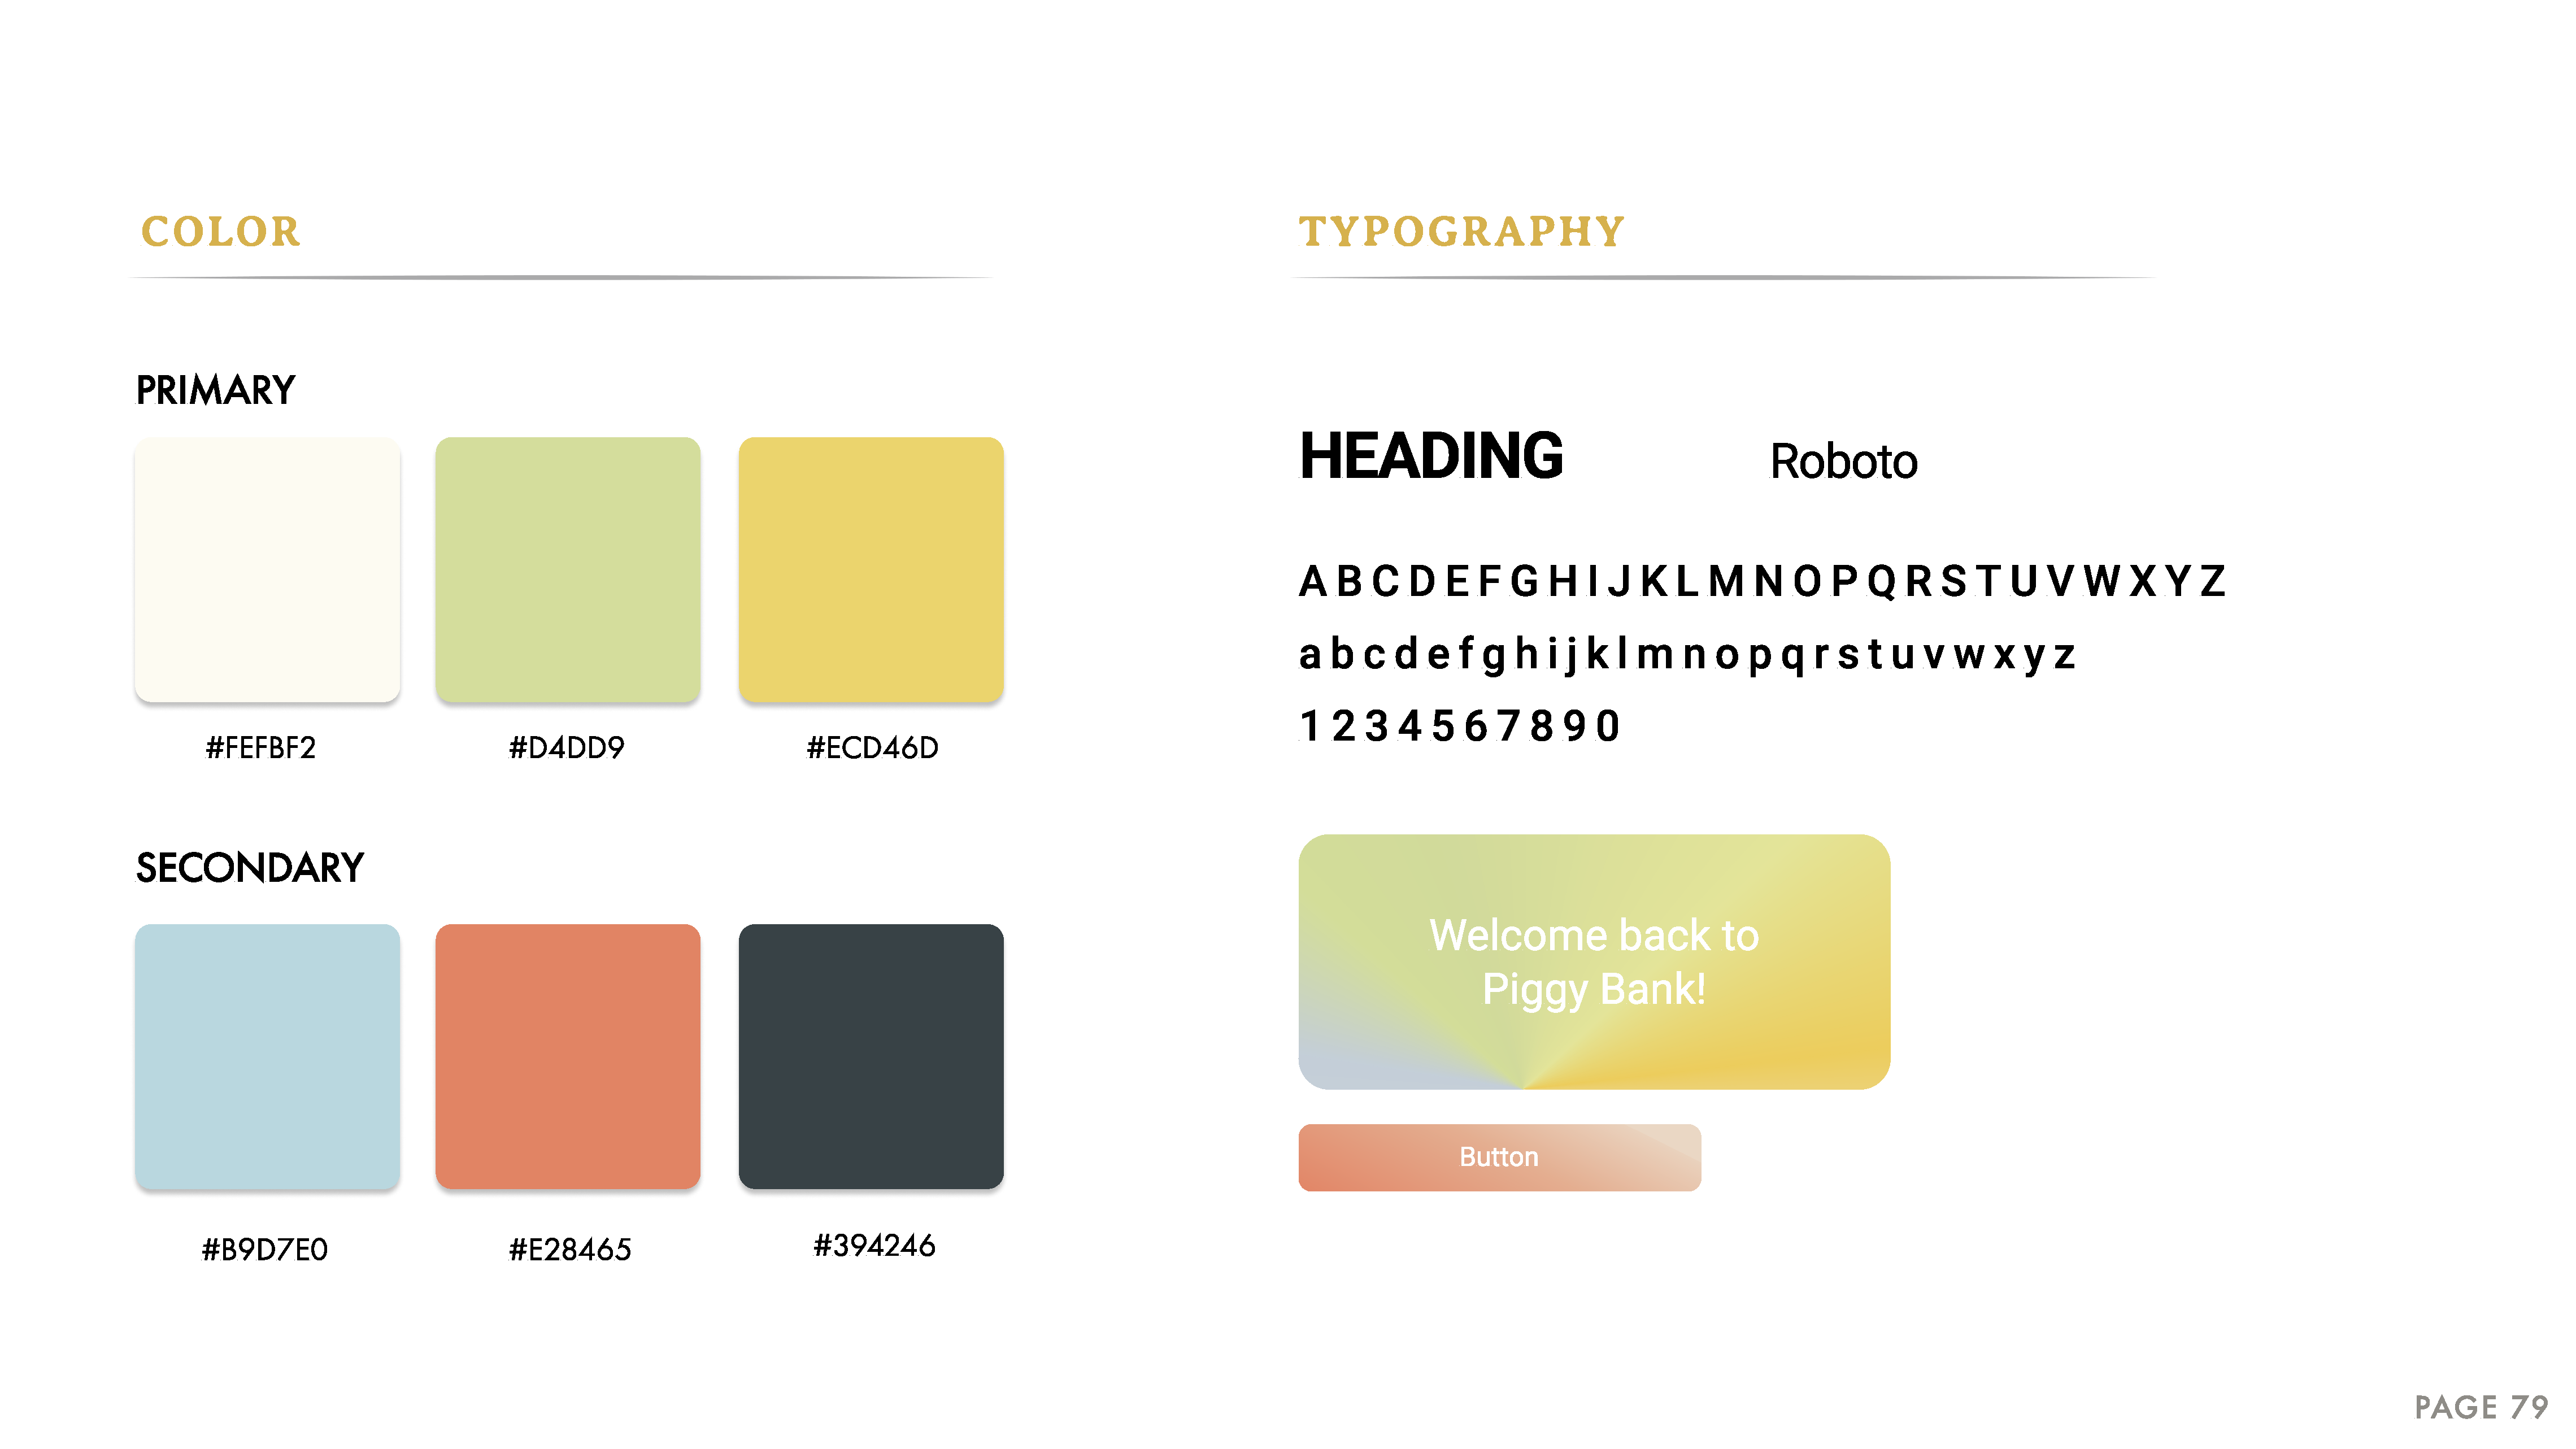 COLOR
PRIMARY
#FEFBF2 #D4DD9 #ECD46D
SECONDARY
#B9D7E0 #E28465 #394246
TYPOGRAPHY
HEADING Roboto
A B C D E F G H I J K L M N O P Q R S T U V W X Y Z
a b c d e f g h i j k l m n o p q r s t u v w x y z
1 2 3 4 5 6 7 8 9 0
Welcome back to
Piggy Bank!
Button
PAGE 79